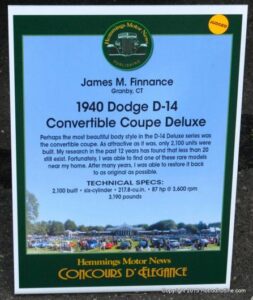 JUDGED
Hemmings Motor News
PUBLISHING
James M. Finnance
Granby, CT
1940 Dodge D-14
Convertible Coupe Deluxe
Perhaps the most beautiful body style in the D-14 Deluxe series was
the convertible coupe. As attractive as it was, only 2,100 units were
built. My research in the past 12 years has found that less than 20
still exist. Fortunately, I was able to find one of these rare models
near my home. After many years, I was able to restore it back
to as original as possible.
TECHNICAL SPECS:
2,100 built • six-cylinder • 217.8-cu.in. • 87 hp @ 3,600 rpm
3,190 pounds
Hemmings Motor News
CONCOURS D'ELEGANCE